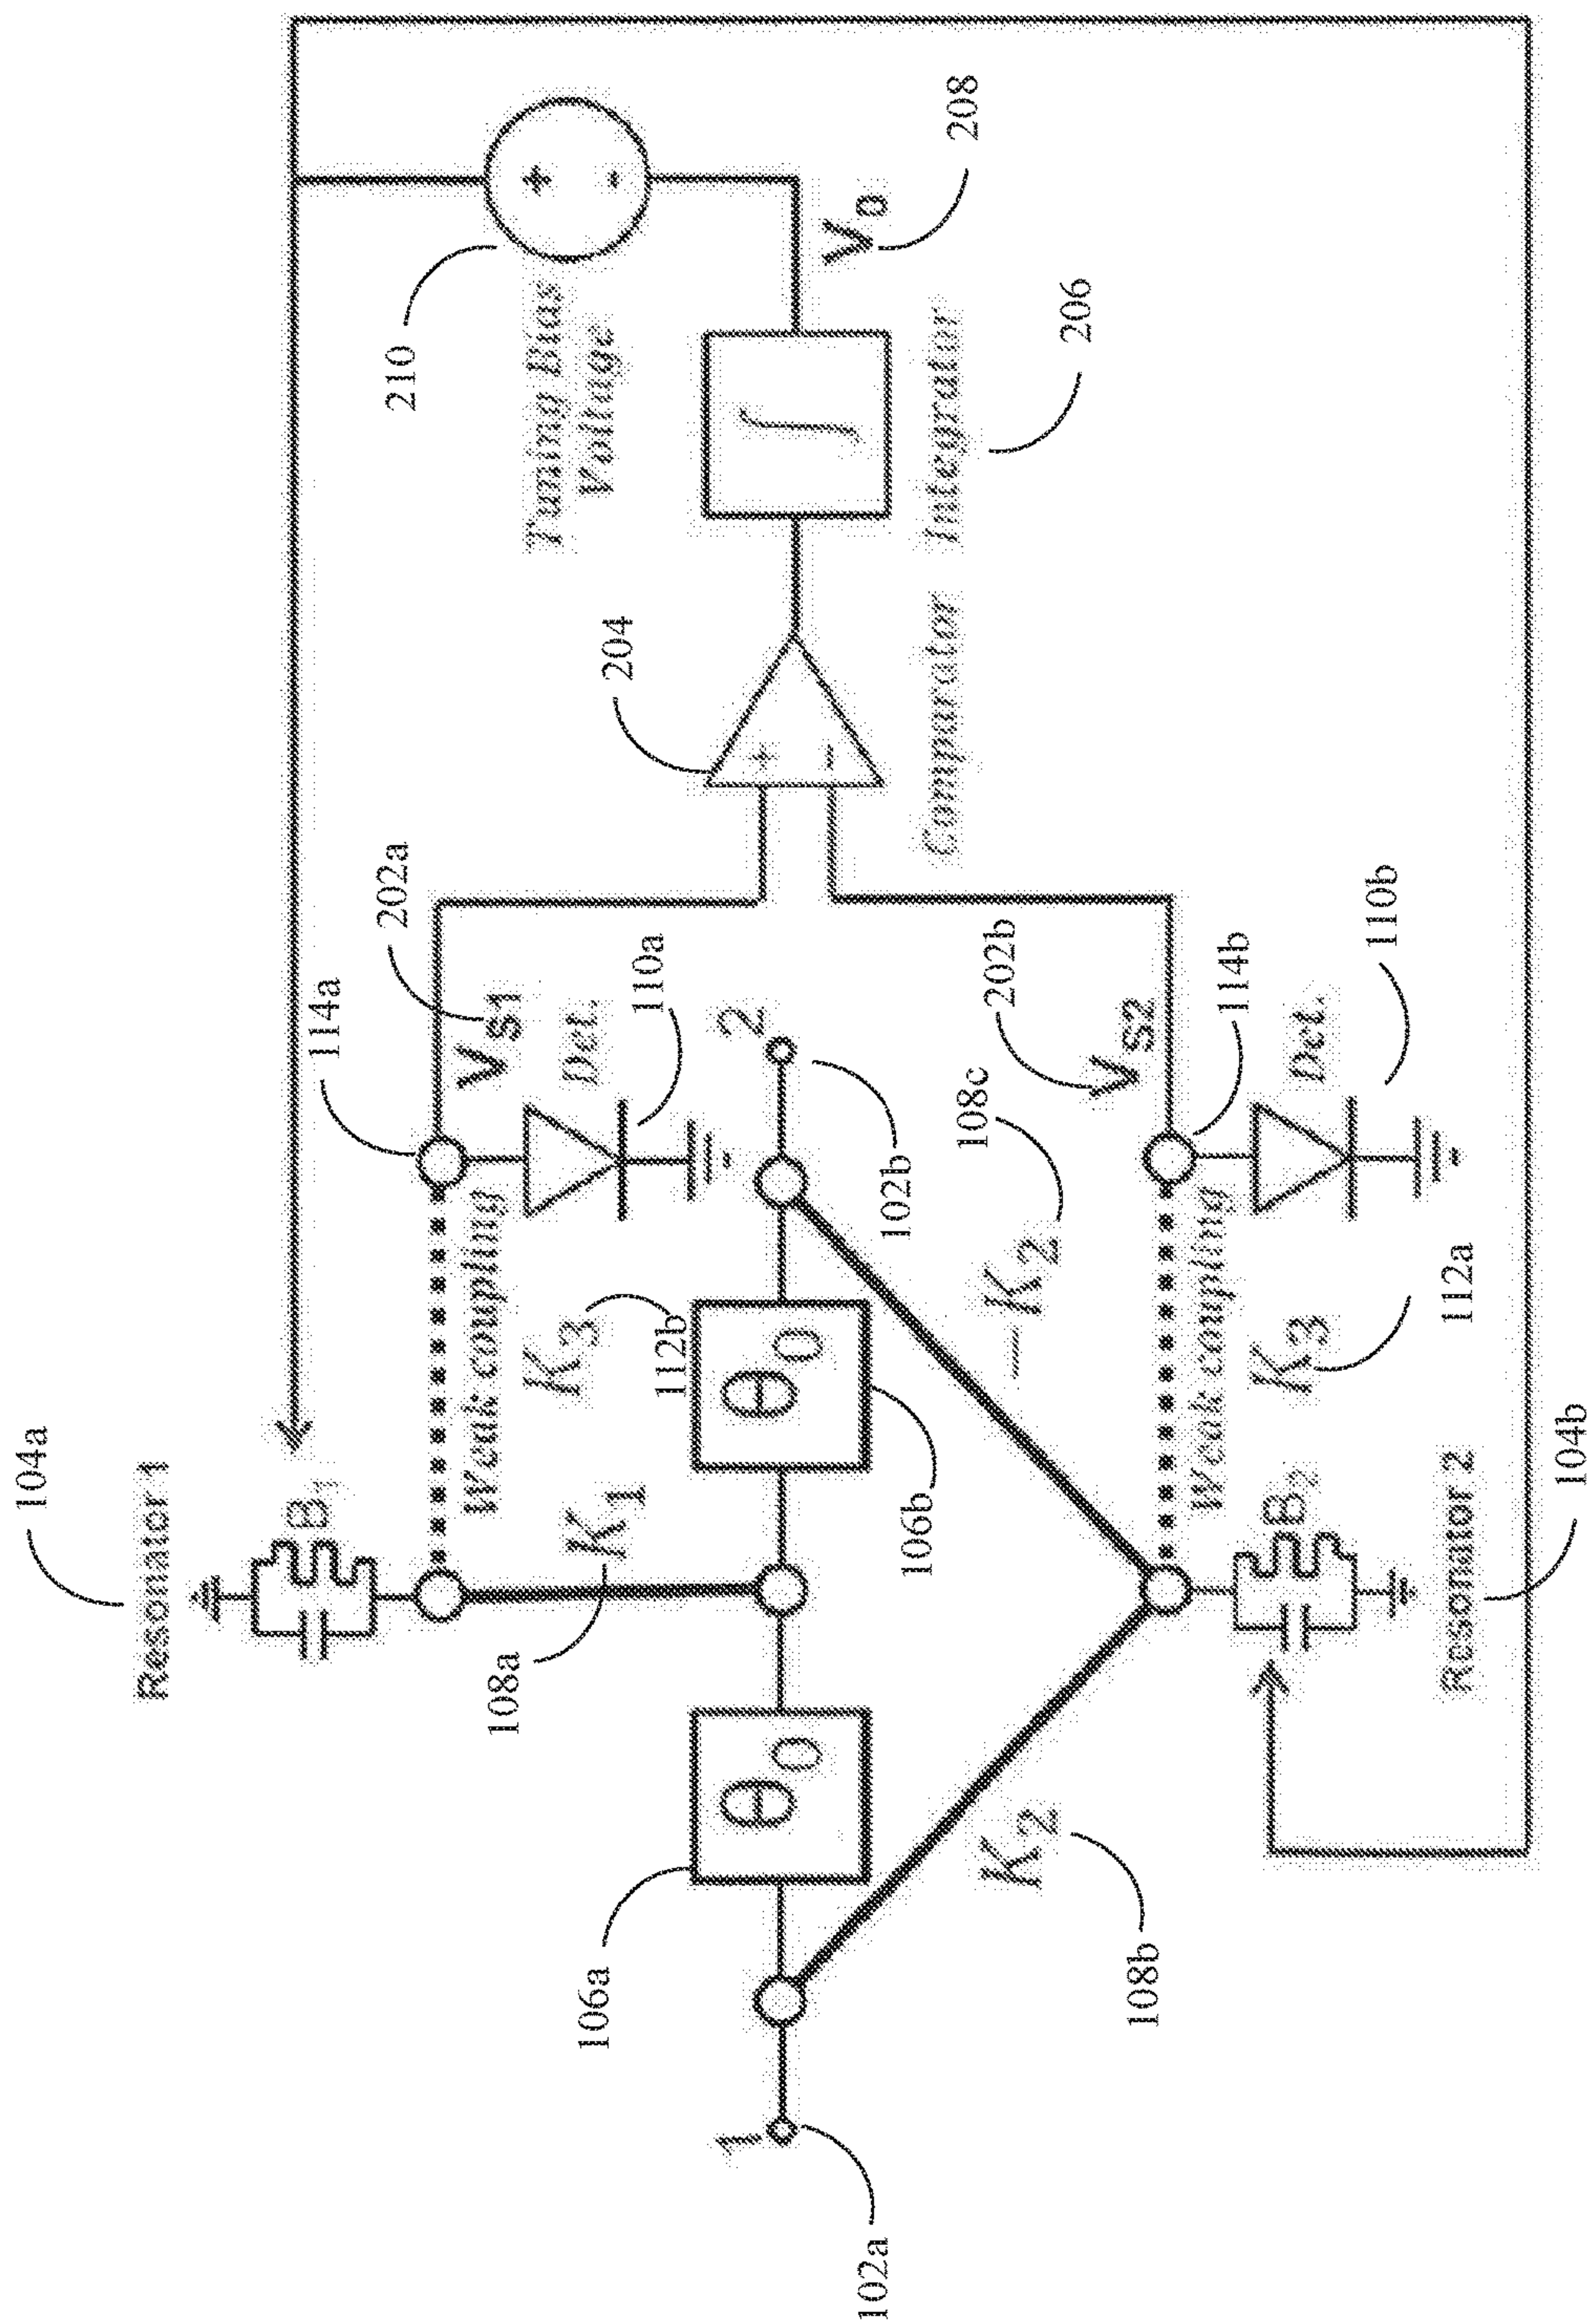 104a
Resonator 1
B1
114a
202a
VS1
Weak coupling
Det.
110a
K3
112b
K1
108a
210
Tuning Bias
Voltage
204
+
-
Comparator
∫
Integrator
206
+
-
V0
208
106a
θ0
θ0
106b
1
102a
2
102b
K2
108b
—K2
108c
202b
VS2
114b
Weak coupling
Det.
110b
K3
112a
B2
Resonator 2
104b